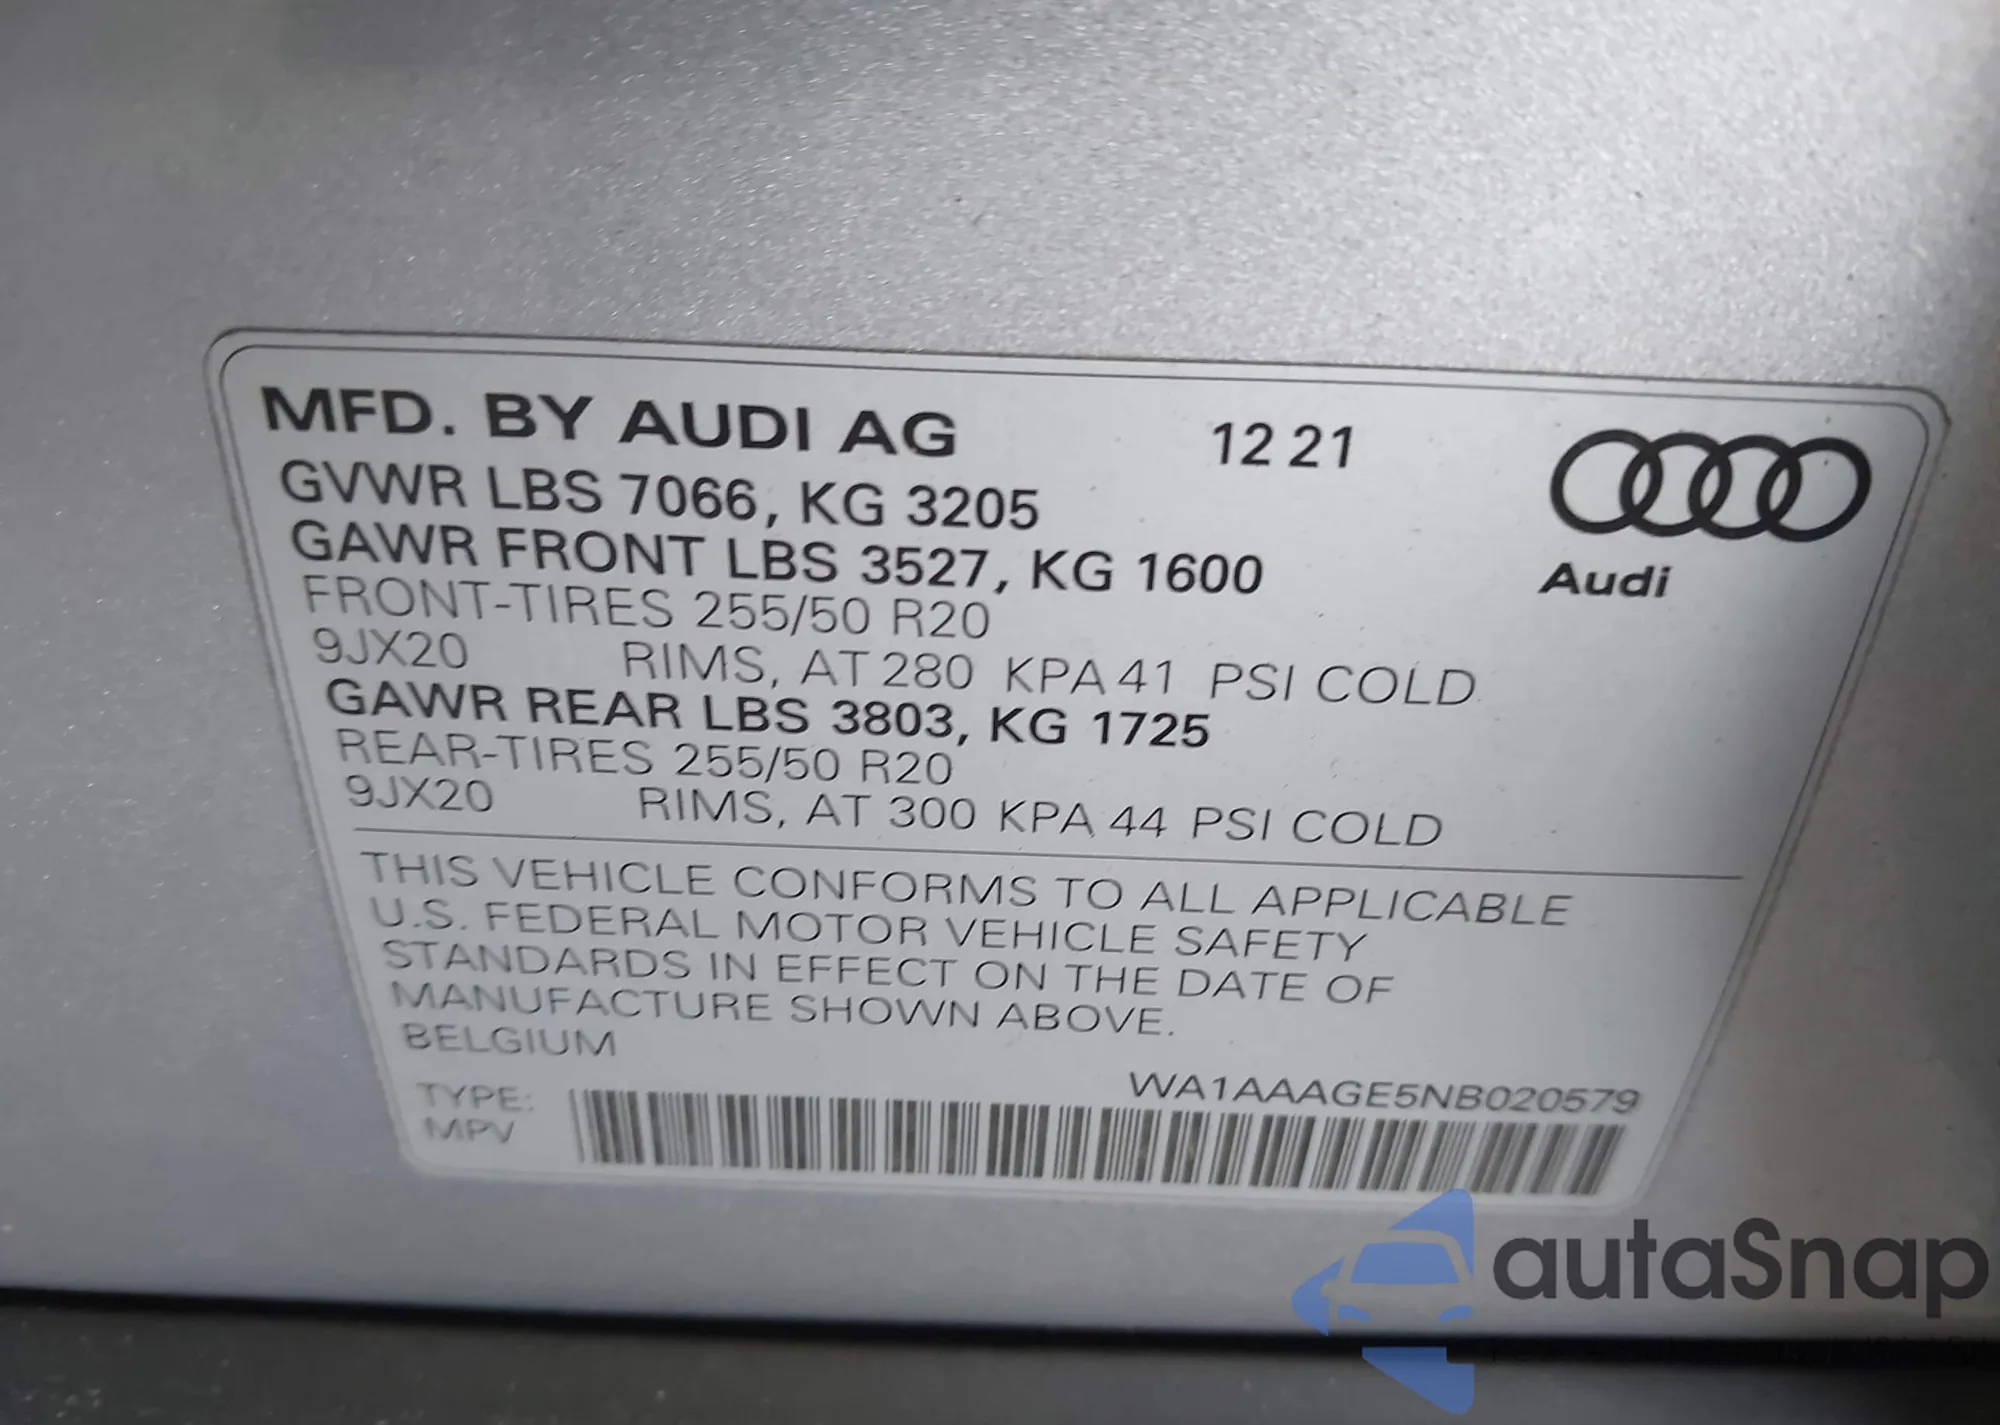 MFD. BY AUDI AG 12 21
GVWR LBS 7066, KG 3205
GAWR FRONT LBS 3527, KG 1600
Audi
FRONT-TIRES 255/50 R20
9JX20 RIMS, AT 280 KPA 41 PSI COLD
GAWR REAR LBS 3803, KG 1725
REAR-TIRES 255/50 R20
9JX20 RIMS, AT 300 KPA 44 PSI COLD
THIS VEHICLE CONFORMS TO ALL APPLICABLE
U.S. FEDERAL MOTOR VEHICLE SAFETY
STANDARDS IN EFFECT ON THE DATE OF
MANUFACTURE SHOWN ABOVE.
BELGIUM
WA1AAAGE5NB020579
TYPE:
MPV
autaSnap